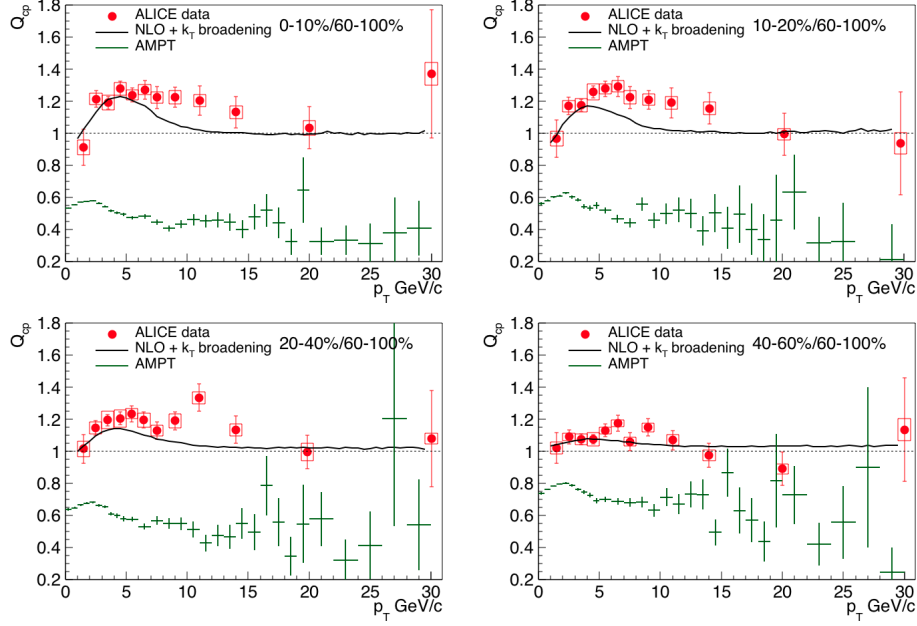 Q_cp
ALICE data
NLO + k_T broadening 0-10%/60-100%
AMPT
1.8
1.6
1.4
1.2
1
0.8
0.6
0.4
0.2
0 5 10 15 20 25 30
p_T GeV/c
Q_cp
ALICE data
NLO + k_T broadening 10-20%/60-100%
AMPT
1.8
1.6
1.4
1.2
1
0.8
0.6
0.4
0.2
0 5 10 15 20 25 30
p_T GeV/c
Q_cp
ALICE data
NLO + k_T broadening 20-40%/60-100%
AMPT
1.8
1.6
1.4
1.2
1
0.8
0.6
0.4
0.2
0 5 10 15 20 25 30
p_T GeV/c
Q_cp
ALICE data
NLO + k_T broadening 40-60%/60-100%
AMPT
1.8
1.6
1.4
1.2
1
0.8
0.6
0.4
0.2
0 5 10 15 20 25 30
p_T GeV/c